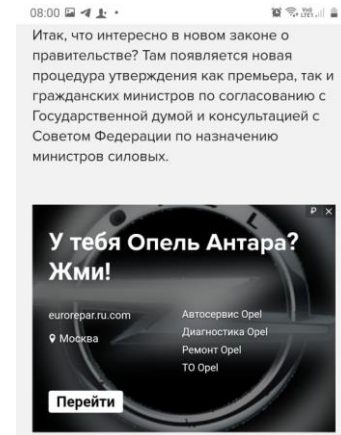 08:00
Итак, что интересно в новом законе о
правительстве? Там появляется новая
процедура утверждения как премьера, так и
гражданских министров по согласованию с
Государственной думой и консультацией с
Советом Федерации по назначению
министров силовых.
У тебя Опель Антара?
Жми!
eurorepar.ru.com
Москва
Автосервис Opel
Диагностика Opel
Ремонт Opel
ТО Opel
Перейти